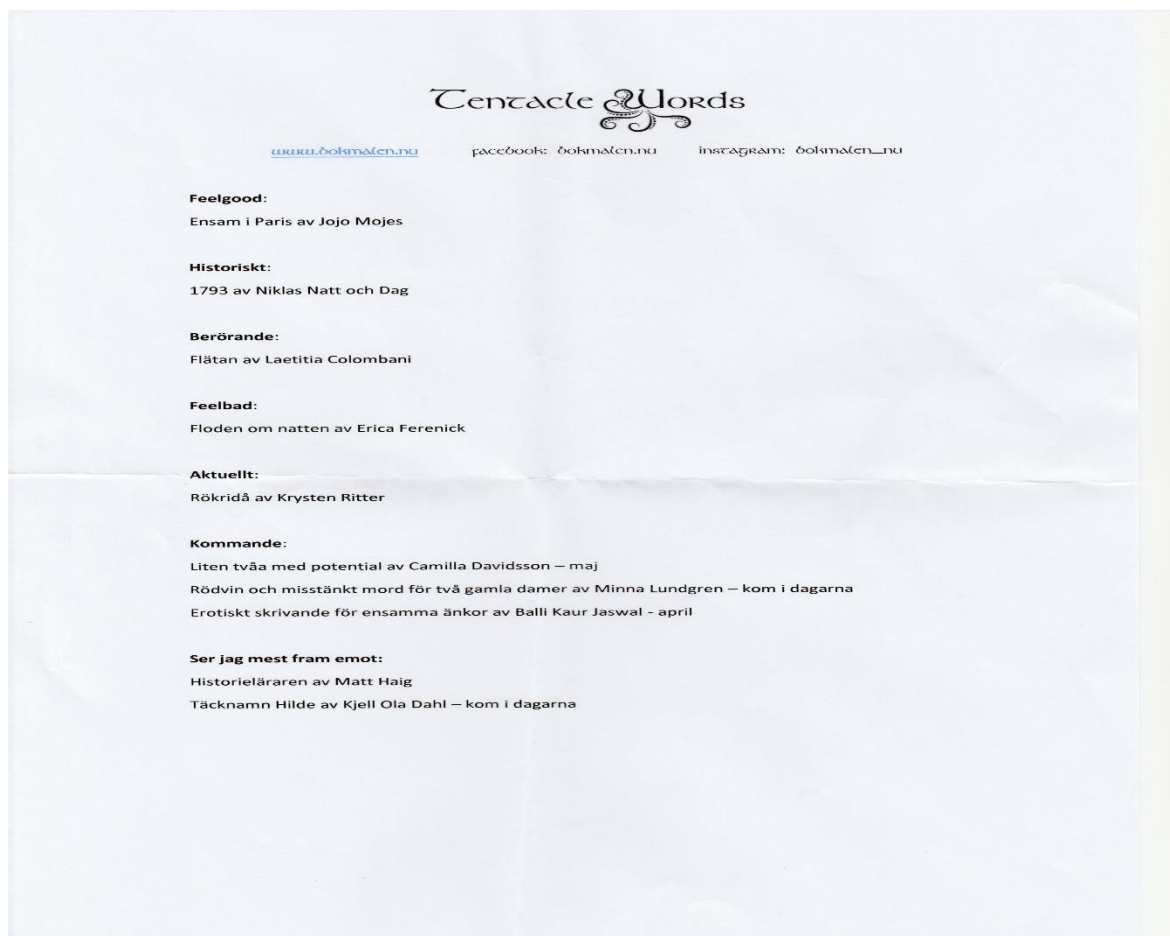 Tentacle Words
www.bokmalen.nu facebook: bokmalen.nu instagram: bokmalen_nu
Feelgood:
Ensam i Paris av Jojo Mojes
Historiskt:
1793 av Niklas Natt och Dag
Berörande:
Flätan av Laetitia Colombani
Feelbad:
Floden om natten av Erica Ferenick
Aktuellt:
Rökridå av Krysten Ritter
Kommande:
Liten tvåa med potential av Camilla Davidsson – maj
Rödvin och misstänkt mord för två gamla damer av Minna Lundgren – kom i dagarna
Erotiskt skrivande för ensamma änkor av Balli Kaur Jaswal - april
Ser jag mest fram emot:
Historieläraren av Matt Haig
Täcknamn Hilde av Kjell Ola Dahl – kom i dagarna